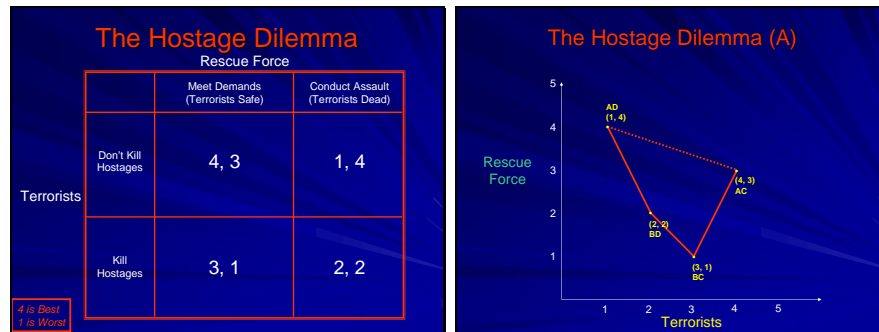 The Hostage Dilemma
Rescue Force
Meet Demands
(Terrorists Safe)
Conduct Assault
(Terrorists Dead)
Terrorists
Don't Kill
Hostages
4, 3
1, 4
Kill
Hostages
3, 1
2, 2
4 is Best
1 is Worst
The Hostage Dilemma (A)
Rescue
Force
5
4
3
2
1
AD
(1, 4)
(4, 3)
AC
(2, 2)
BD
(3, 1)
BC
1 2 3 4 5
Terrorists